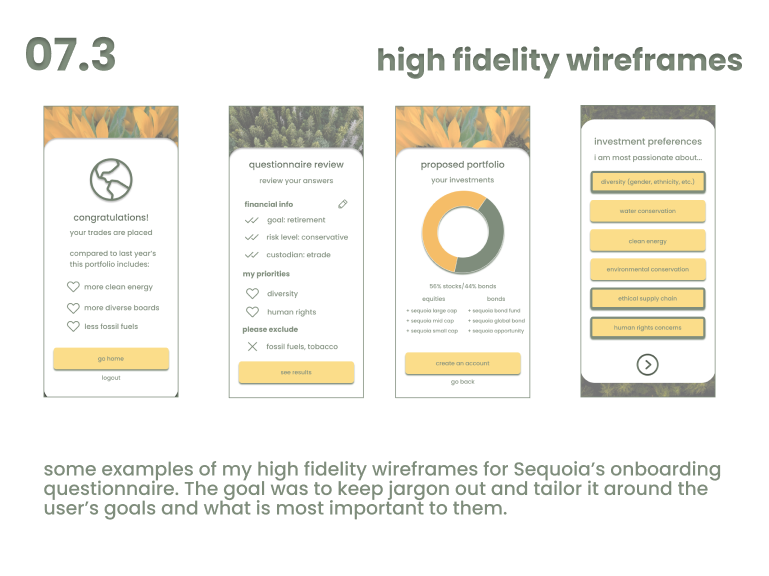 07.3
high fidelity wireframes
congratulations!
your trades are placed
compared to last year's
this portfolio includes:
more clean energy
more diverse boards
less fossil fuels
go home
logout
questionnaire review
review your answers
financial info
goal: retirement
risk level: conservative
custodian: etrade
my priorities
diversity
human rights
please exclude
fossil fuels, tobacco
see results
proposed portfolio
your investments
56% stocks/44% bonds
equities
bonds
+ sequoia large cap
+ sequoia bond fund
+ sequoia mid cap
+ sequoia global bond
+ sequoia small cap
+ sequoia opportunity
create an account
go back
investment preferences
i am most passionate about...
diversity (gender, ethnicity, etc.)
water conservation
clean energy
environmental conservation
ethical supply chain
human rights concerns
some examples of my high fidelity wireframes for Sequoia's onboarding
questionnaire. The goal was to keep jargon out and tailor it around the
user's goals and what is most important to them.